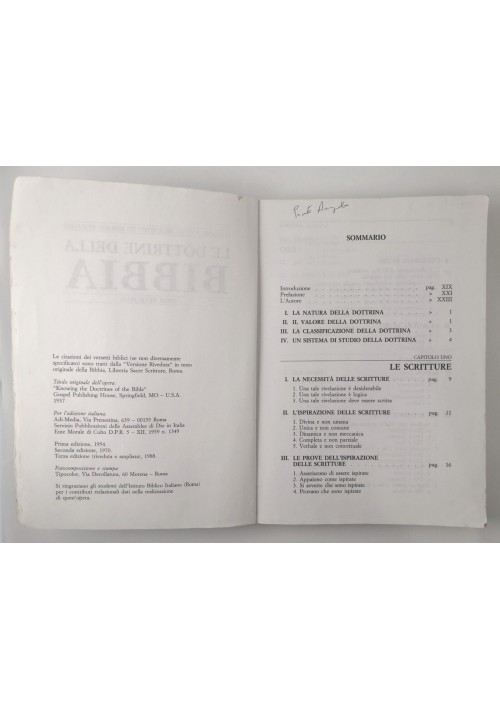 LE DOTTRINE DELLA
BIBBIA
Le citazioni dei versetti biblici (se non diversamente
specificato) sono tratti dalla "Versione Riveduta" in testo
originale della Bibbia, Libreria Sacre Scritture, Roma
Titolo originale dell'opera:
"Knowing the Doctrines of the Bible"
Gospel Publishing House, Springfield, MO – U.S.A.
1937
Per l'edizione italiana
Adi-Media, Via Prenestina, 639 – 00155 Roma
Servizio Pubblicazioni delle Assemblee di Dio in Italia
Ente Morale di Culto D.P.R. 5 - XII, 1959 n. 1349
Prima edizione, 1954
Seconda edizione, 1970
Terza edizione (riveduta e ampliata), 1988
Fotocomposizione e stampa
Tipocolor, Via Derollanza, 60 Morena – Roma
Si ringraziano gli studenti dell'Istituto Biblico Italiano (Roma)
per i contributi redazionali dati nella realizzazione
di quest'opera.
SOMMARIO
Introduzione pag. XIX
Prefazione » XXI
L'Autore » XXIII
I. LA NATURA DELLA DOTTRINA » 1
II. IL VALORE DELLA DOTTRINA » 1
III. LA CLASSIFICAZIONE DELLA DOTTRINA » 3
IV. UN SISTEMA DI STUDIO DELLA DOTTRINA » 4
CAPITOLO UNO
LE SCRITTURE
I. LA NECESSITÀ DELLE SCRITTURE pag. 9
1. Una tale rivelazione è desiderabile
2. Una tale rivelazione è logica
3. Una tale rivelazione deve essere scritta
II. L'ISPIRAZIONE DELLE SCRITTURE pag. 11
1. Divina e non umana
2. Unica e non comune
3. Dinamica e non meccanica
4. Completa e non parziale
5. Verbale e non concettuale
III. LE PROVE DELL'ISPIRAZIONE
DELLE SCRITTURE pag. 16
1. Asseriscono di essere ispirate
2. Appaiono come ispirate
3. Si avverte che sono ispirate
4. Provano che sono ispirate